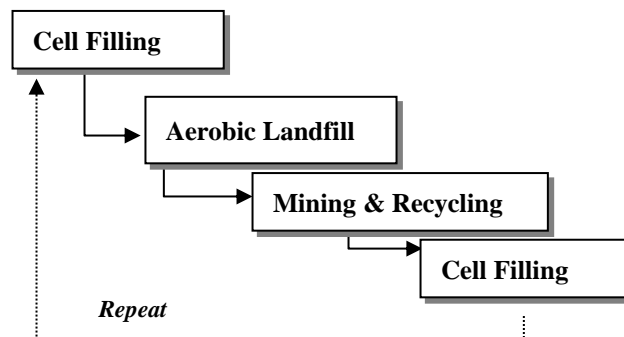 Cell Filling
Aerobic Landfill
Mining & Recycling
Cell Filling
Repeat